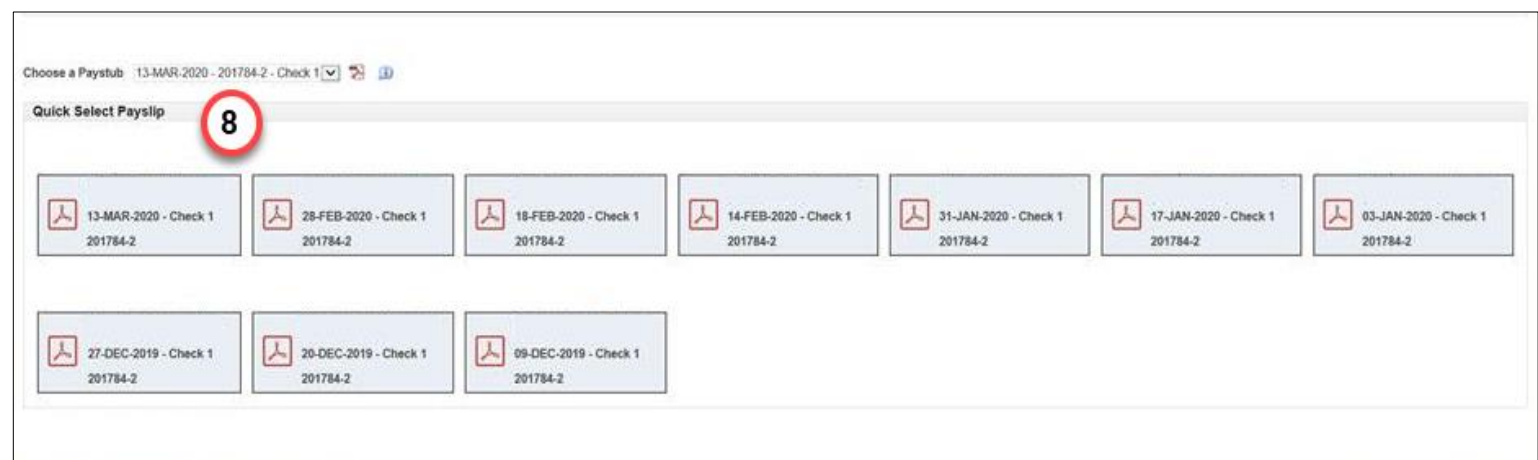 Choose a Paystub 13-MAR-2020 - 201784-2 - Check 1
Quick Select Payslip
8
13-MAR-2020 - Check 1
201784-2
28-FEB-2020 - Check 1
201784-2
18-FEB-2020 - Check 1
201784-2
14-FEB-2020 - Check 1
201784-2
31-JAN-2020 - Check 1
201784-2
17-JAN-2020 - Check 1
201784-2
03-JAN-2020 - Check 1
201784-2
27-DEC-2019 - Check 1
201784-2
20-DEC-2019 - Check 1
201784-2
09-DEC-2019 - Check 1
201784-2